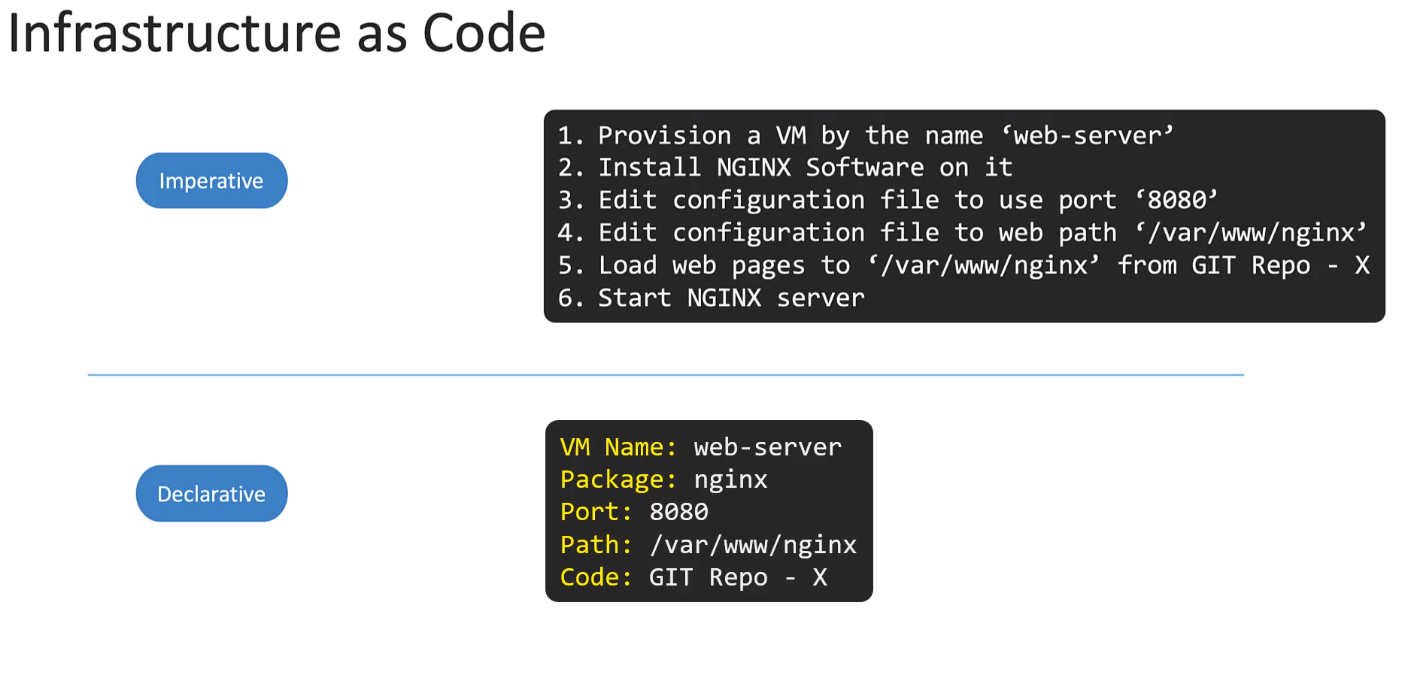 Infrastructure as Code
Imperative
1. Provision a VM by the name ‘web-server’
2. Install NGINX Software on it
3. Edit configuration file to use port ‘8080’
4. Edit configuration file to web path ‘/var/www/nginx’
5. Load web pages to ‘/var/www/nginx’ from GIT Repo - X
6. Start NGINX server
Declarative
VM Name: web-server
Package: nginx
Port: 8080
Path: /var/www/nginx
Code: GIT Repo - X